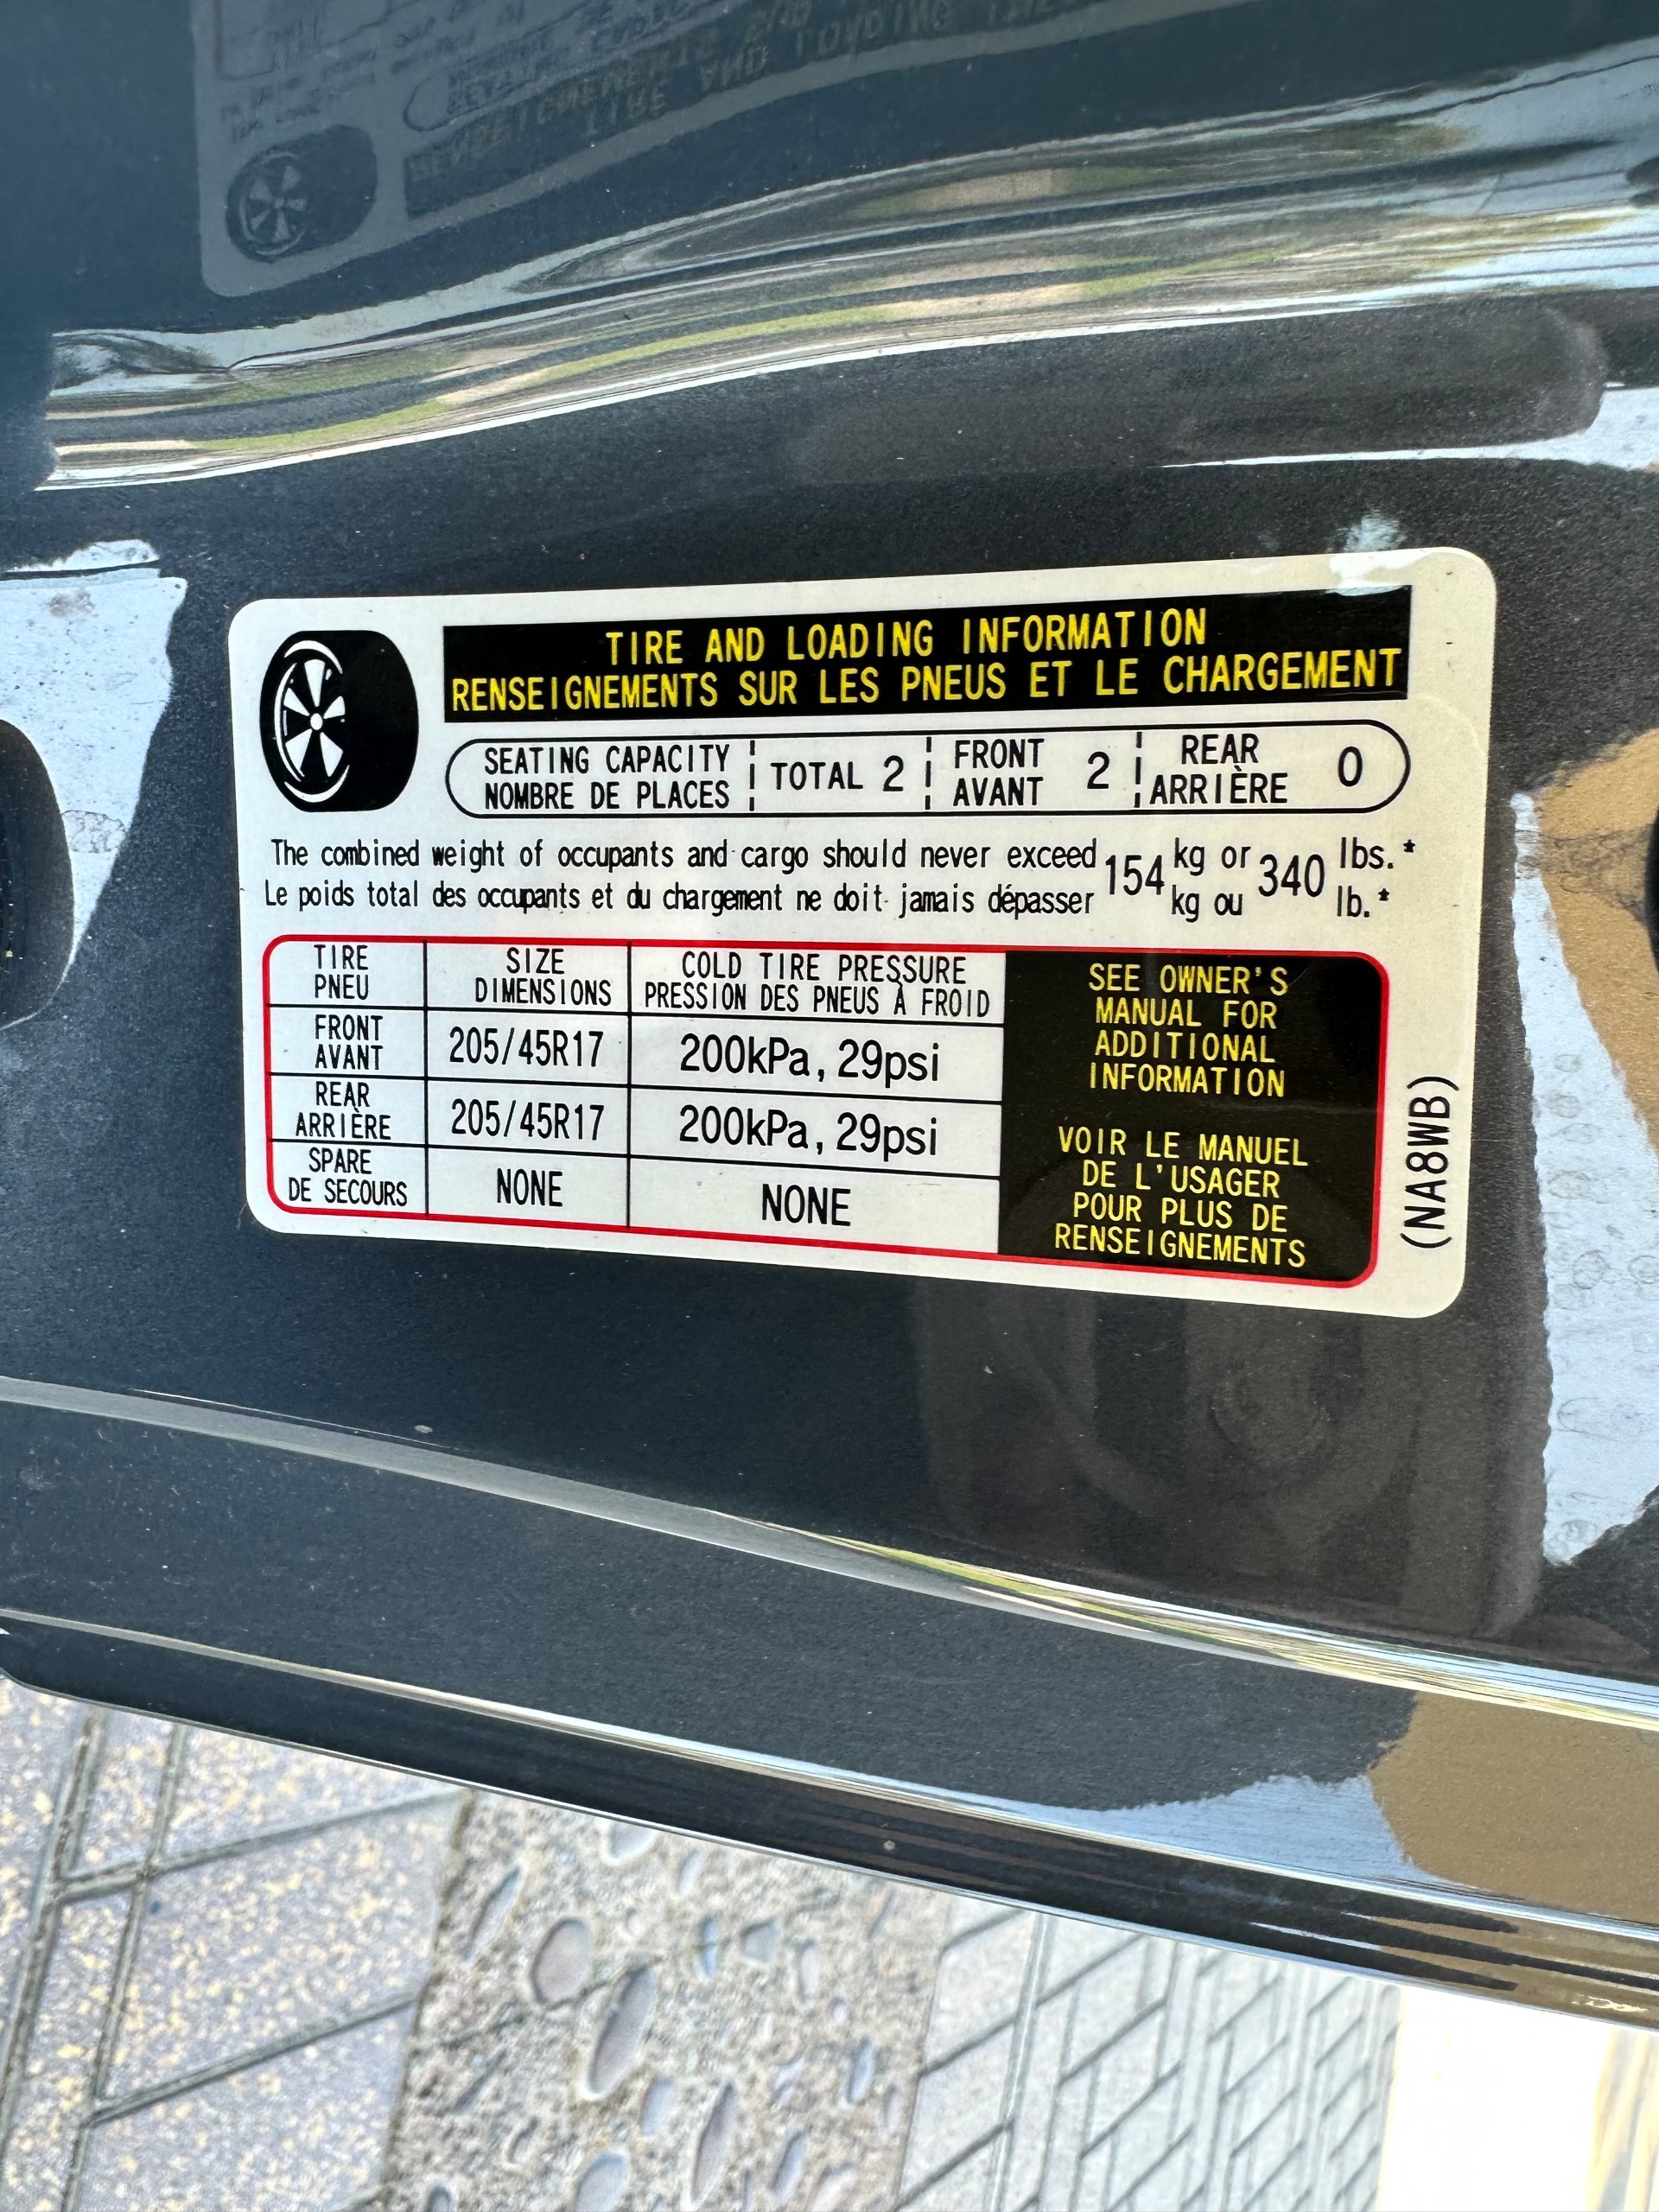 TIRE AND LOADING INFORMATION
RENSEIGNEMENTS SUR LES PNEUS ET LE CHARGEMENT
SEATING CAPACITY TOTAL 2 FRONT 2 REAR 0
NOMBRE DE PLACES AVANT ARRIÈRE
The combined weight of occupants and cargo should never exceed 154 kg or 340 lbs.*
Le poids total des occupants et du chargement ne doit jamais dépasser kg ou lb.*
TIRE SIZE COLD TIRE PRESSURE
PNEU DIMENSIONS PRESSION DES PNEUS À FROID
FRONT
AVANT 205/45R17 200kPa, 29psi
REAR
ARRIÈRE 205/45R17 200kPa, 29psi
SPARE
DE SECOURS NONE NONE
SEE OWNER'S
MANUAL FOR
ADDITIONAL
INFORMATION
VOIR LE MANUEL
DE L'USAGER
POUR PLUS DE
RENSEIGNEMENTS
(NA8WB)